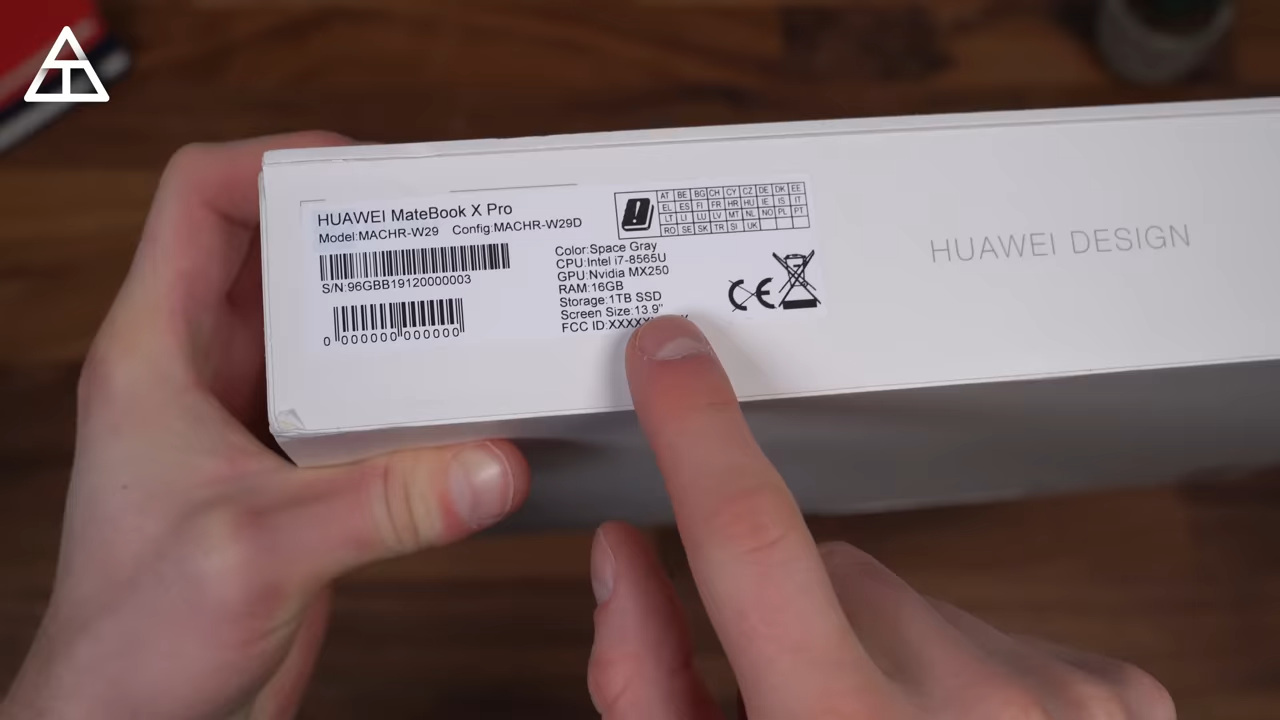 HUAWEI MateBook X Pro
Model:MACHR-W29 Config:MACHR-W29D
S/N:96GBB19120000003
0 000000 000000
AT BE BG CH CY CZ DE DK EE
EL ES FI FR HR HU IE IS IT
LT LI LU LV MT NL NO PL PT
RO SE SK TR SI UK
Color:Space Gray
CPU:Intel i7-8565U
GPU:Nvidia MX250
RAM:16GB
Storage:1TB SSD
Screen Size:13.9"
FCC ID:
CE
HUAWEI DESIGN